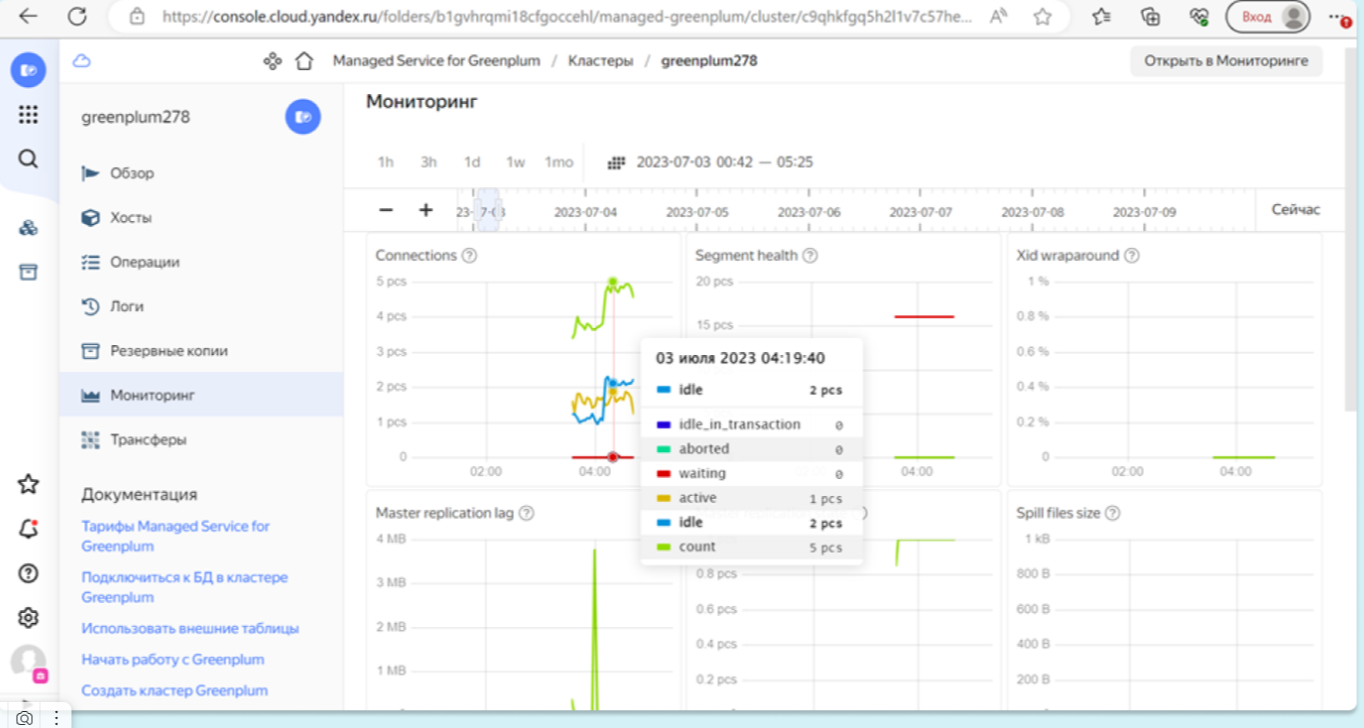 https://console.cloud.yandex.ru/folders/b1gvhrqmi18cfgoccehl/managed-greenplum/cluster/c9qhkfgq5h2l1v7c57he...
Вход
Managed Service for Greenplum / Кластеры / greenplum278
Открыть в Мониторинге
greenplum278
Обзор
Хосты
Операции
Логи
Резервные копии
Мониторинг
Трансферы
Документация
Тарифы Managed Service for
Greenplum
Подключиться к БД в кластере
Greenplum
Использовать внешние таблицы
Начать работу с Greenplum
Создать кластер Greenplum
Мониторинг
1h 3h 1d 1w 1mo 2023-07-03 00:42 — 05:25
− + 2023-07-04 2023-07-05 2023-07-06 2023-07-07 2023-07-08 2023-07-09 Сейчас
Connections
5 pcs
4 pcs
3 pcs
2 pcs
1 pcs
0
02:00 04:00
Segment health
20 pcs
15 pcs
04:00
Xid wraparound
1 %
0.8 %
0.6 %
0.4 %
0.2 %
0
02:00 04:00
03 июля 2023 04:19:40
idle 2 pcs
idle_in_transaction 0
aborted 0
waiting 0
active 1 pcs
idle 2 pcs
count 5 pcs
Master replication lag
4 MB
3 MB
2 MB
1 MB
0.8 pcs
0.6 pcs
0.4 pcs
0.2 pcs
Spill files size
1 kB
800 B
600 B
400 B
200 B